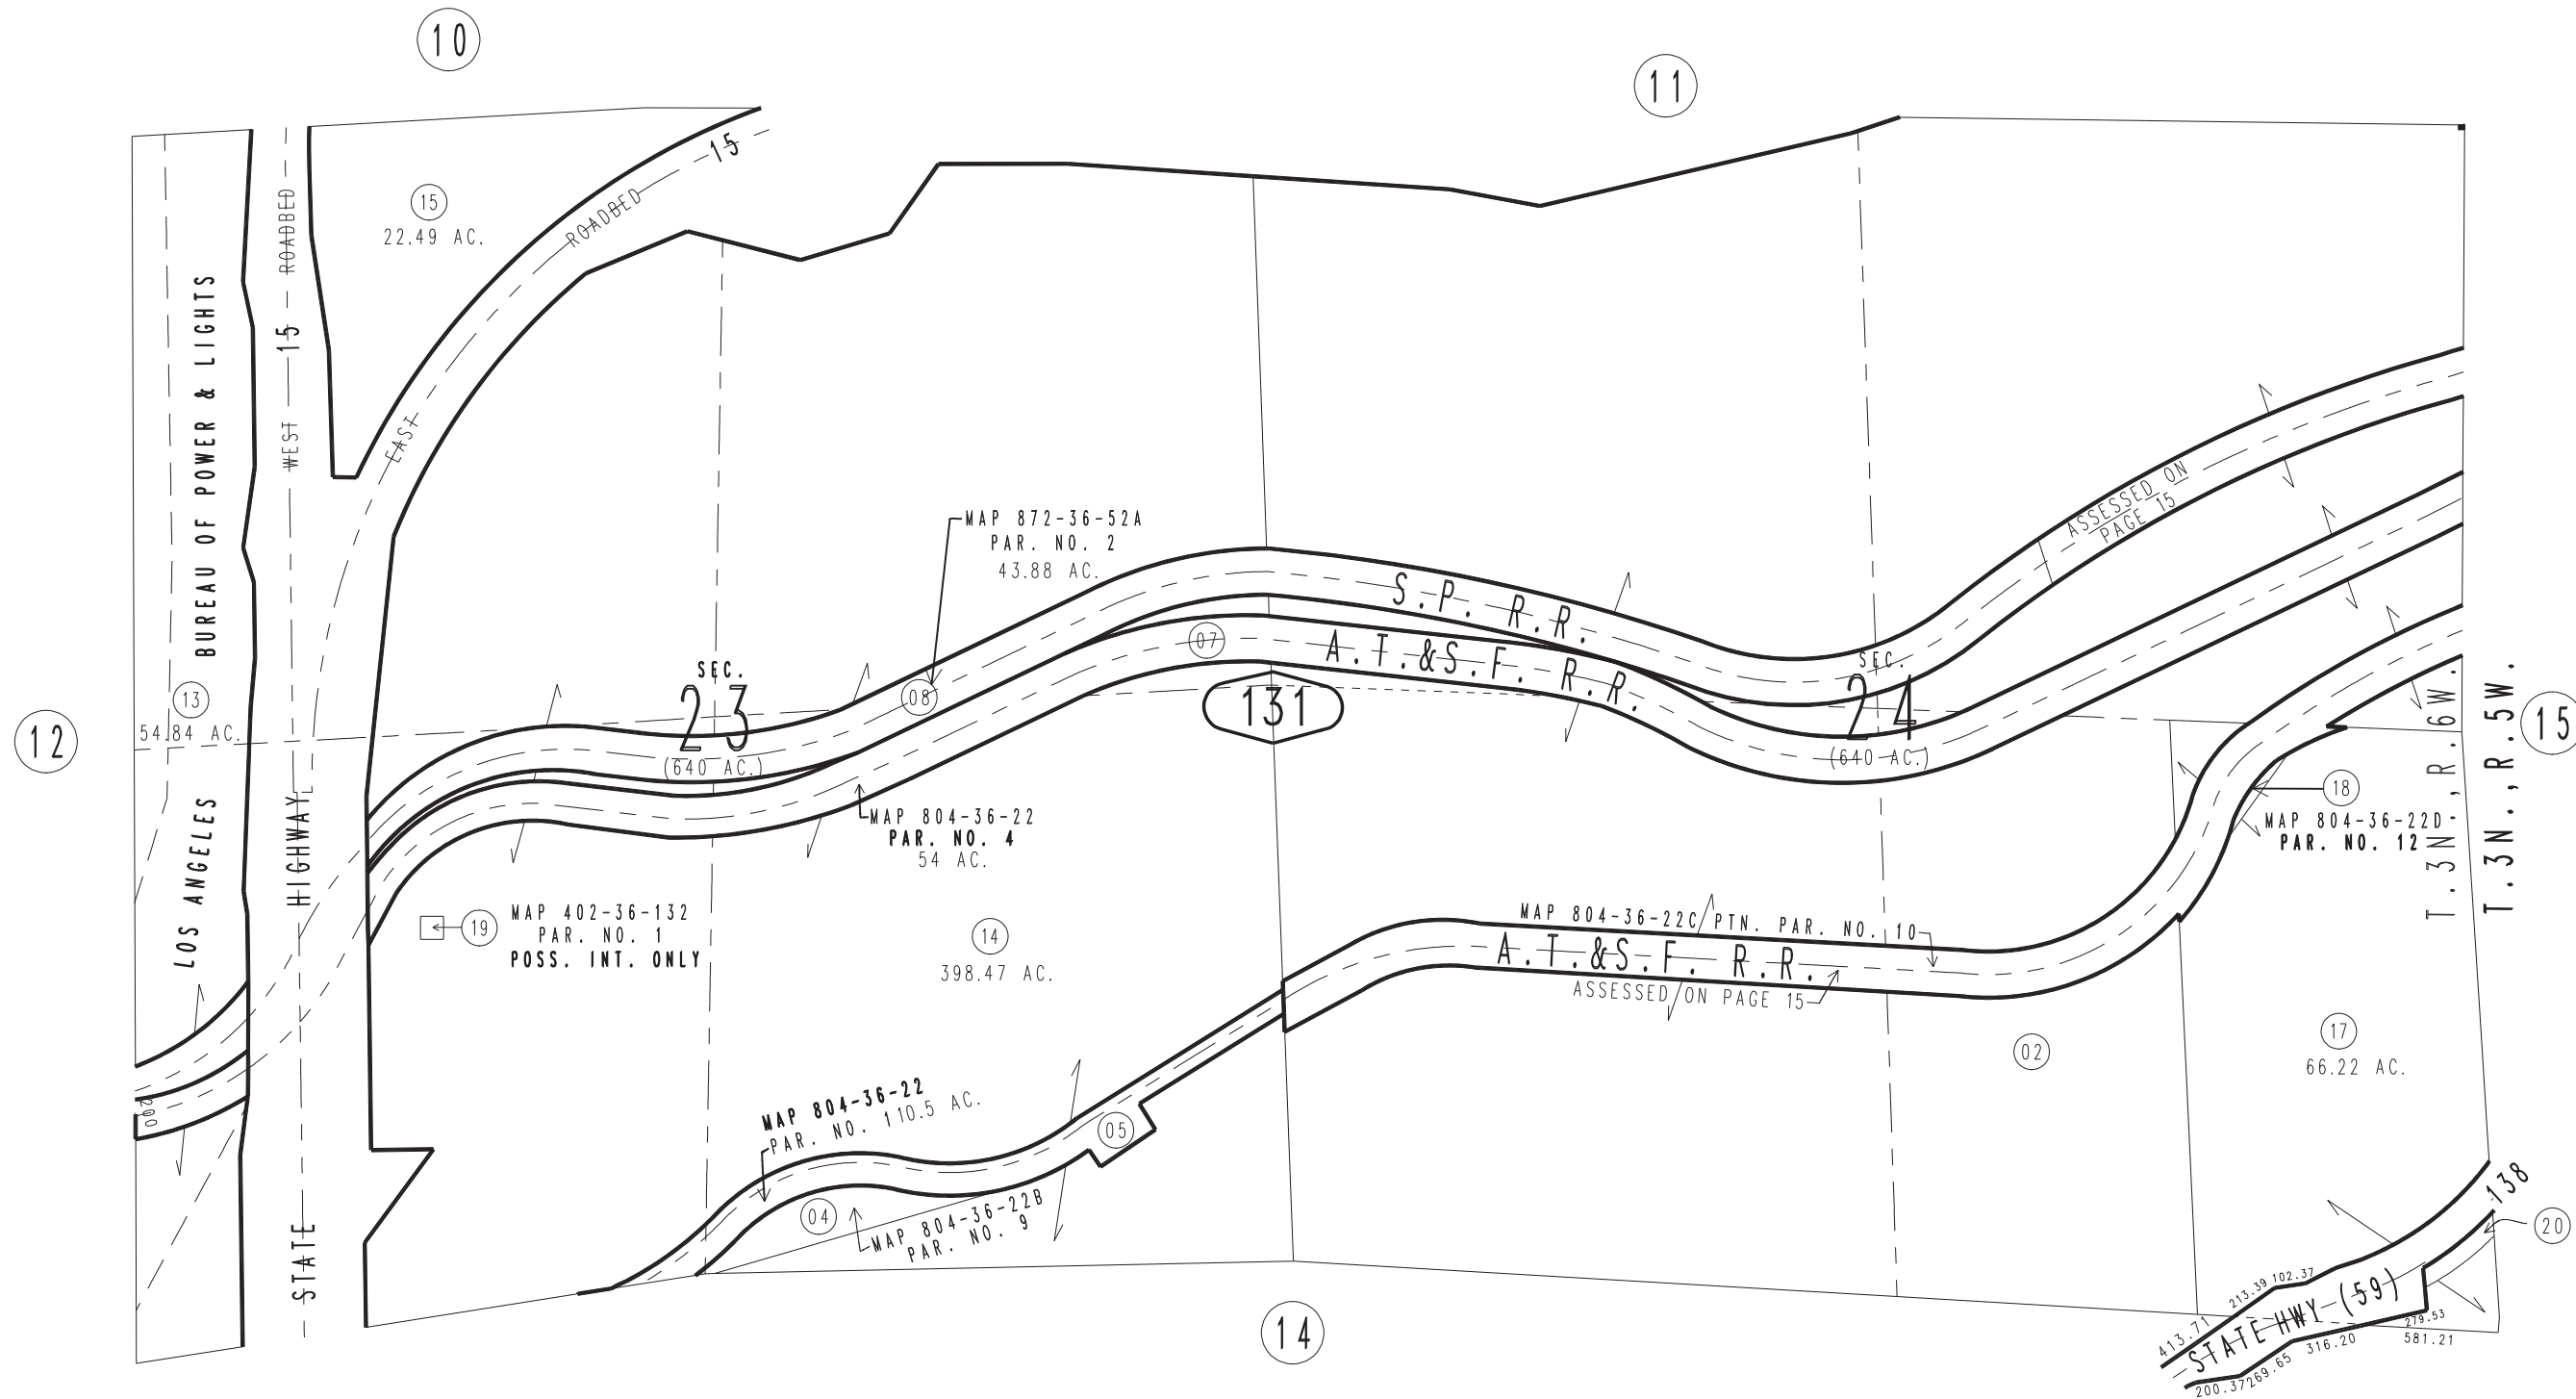 10
11
15
22.49 AC.
ROADBED
15
EAST
ROADBED
15
WEST
HIGHWAY
STATE
BUREAU OF POWER & LIGHTS
LOS ANGELES
13
54.84 AC.
12
200
MAP 872-36-52A
PAR. NO. 2
43.88 AC.
S.P. R.R.
07
A.T.&S.F. R.R.
ASSESSED ON
PAGE 15
SEC.
23
(640 AC.)
08
131
SEC.
24
(640 AC.)
MAP 804-36-22
PAR. NO. 4
54 AC.
18
MAP 804-36-22D
PAR. NO. 12
T.3N.,R.6W.
T.3N.,R.5W.
15
19
MAP 402-36-132
PAR. NO. 1
POSS. INT. ONLY
14
398.47 AC.
MAP 804-36-22C PTN. PAR. NO. 10
A.T.&S.F. R.R.
ASSESSED ON PAGE 15
02
17
66.22 AC.
MAP 804-36-22
PAR. NO. 1 10.5 AC.
05
04
MAP 804-36-22B
PAR. NO. 9
14
138
20
213.39 102.37
413.71
STATE HWY (59)
279.53
581.21
316.20
200.37 269.65